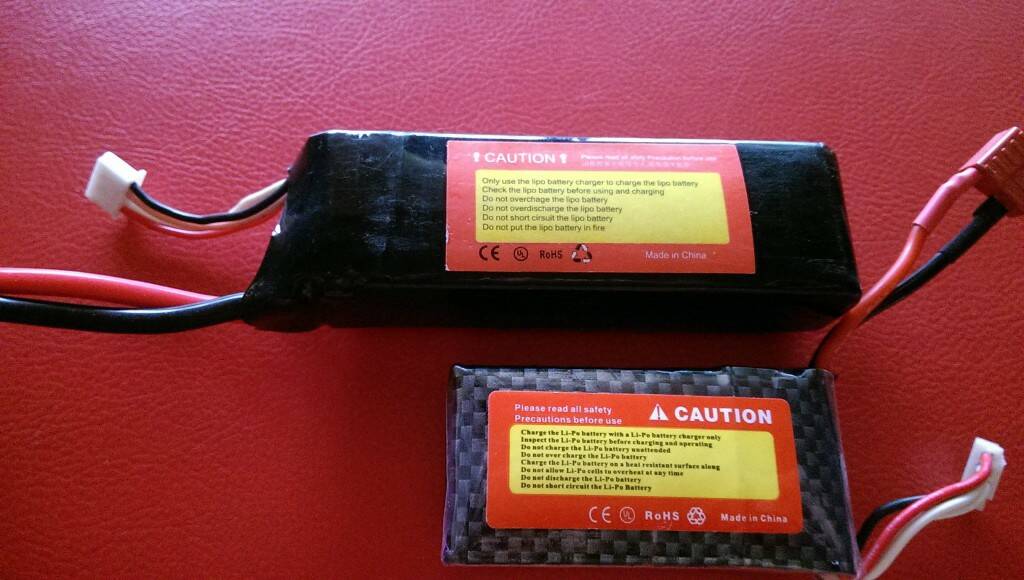 CAUTION
Please read all safty Precaution before use
Only use the lipo battery charger to charge the lipo battery
Check the lipo battery before using and charging
Do not overchage the lipo battery
Do not overdischage the lipo battery
Do not short circuit the lipo battery
Do not put the lipo battery in fire
CE UL RoHS
Made in China
Please read all safety
Precautions before use
CAUTION
Charge the Li-Po battery with a Li-Po battery charger only
Inspect the Li-Po battery before charging and operating
Do not charge the Li-Po battery unattended
Do not over charge the Li-Po battery
Charge the Li-Po battery on a heat resistant surface along
Do not allow Li-Po cells to overheat at any time
Do not discharge the Li-Po battery
Do not short circuit the Li-Po Battery
CE UL RoHS
Made in China